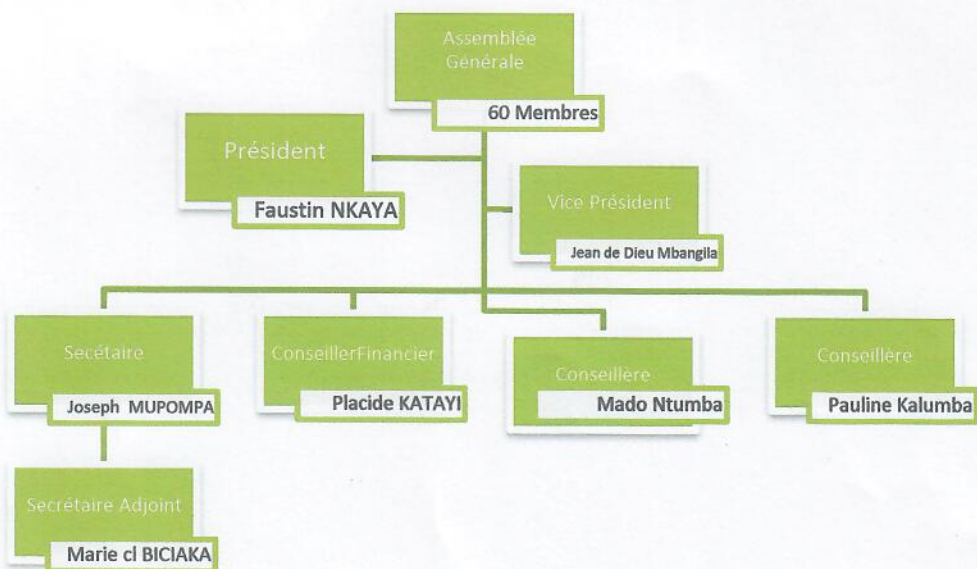 Assemblée
Générale
60 Membres
Président
Faustin NKAYA
Vice Président
Jean de Dieu Mbangila
Secétaire
Joseph MUPOMPA
ConseillerFinancier
Placide KATAYI
Conseillère
Mado Ntumba
Conseillère
Pauline Kalumba
Secrétaire Adjoint
Marie cl BICIAKA